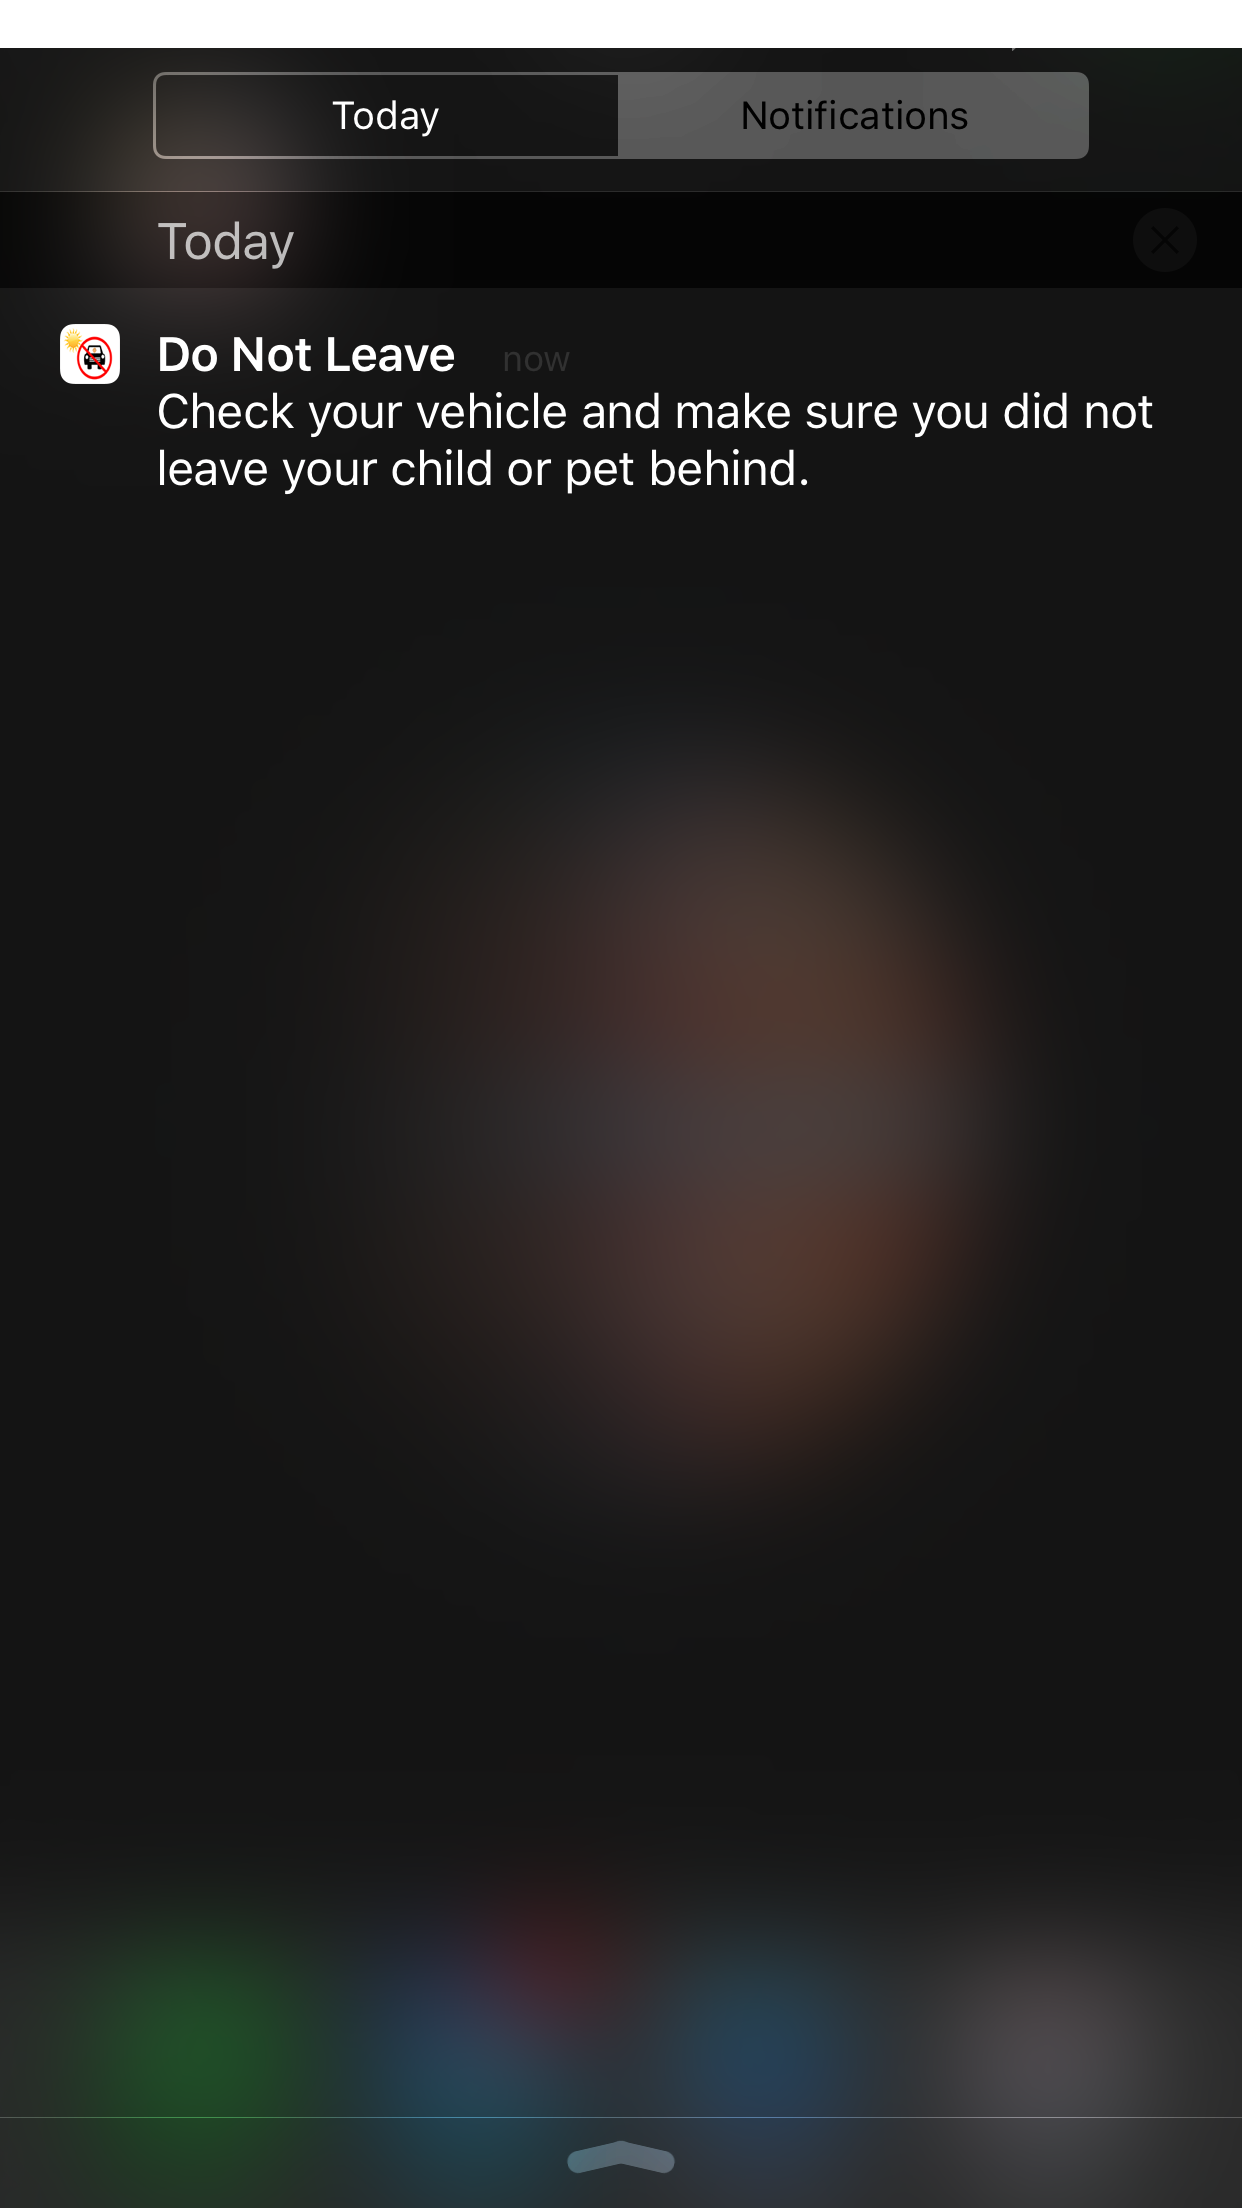 Today
Notifications
Today
Do Not Leave now
Check your vehicle and make sure you did not
leave your child or pet behind.